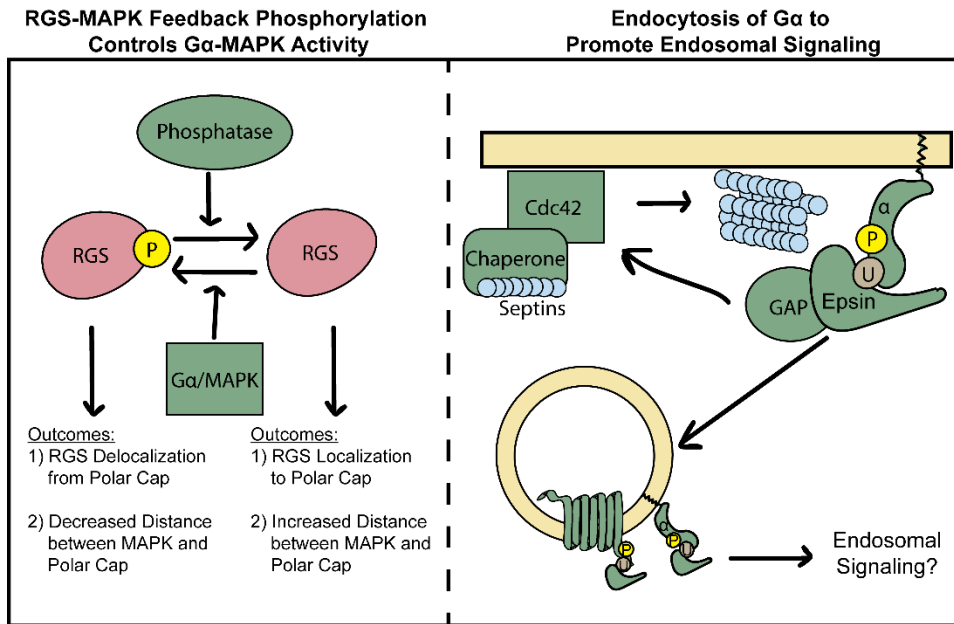 RGS-MAPK Feedback Phosphorylation
Controls Gα-MAPK Activity
Phosphatase
RGS
P
RGS
Gα/MAPK
Outcomes:
1) RGS Delocalization
from Polar Cap
2) Decreased Distance
between MAPK and
Polar Cap
Outcomes:
1) RGS Localization
to Polar Cap
2) Increased Distance
between MAPK and
Polar Cap
Endocytosis of Gα to
Promote Endosomal Signaling
Cdc42
Chaperone
Septins
α
P
U
GAP
Epsin
P
U
α
P
U
Endosomal
Signaling?